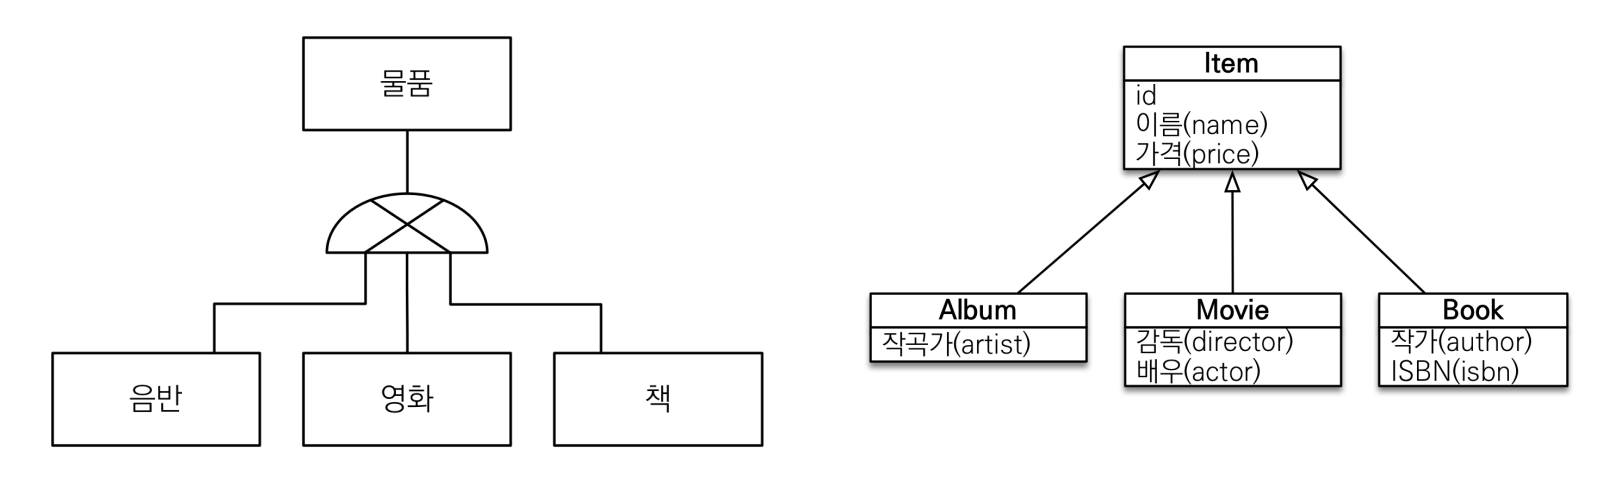 물품
음반
영화
책
Item
id
이름(name)
가격(price)
Album
작곡가(artist)
Movie
감독(director)
배우(actor)
Book
작가(author)
ISBN(isbn)